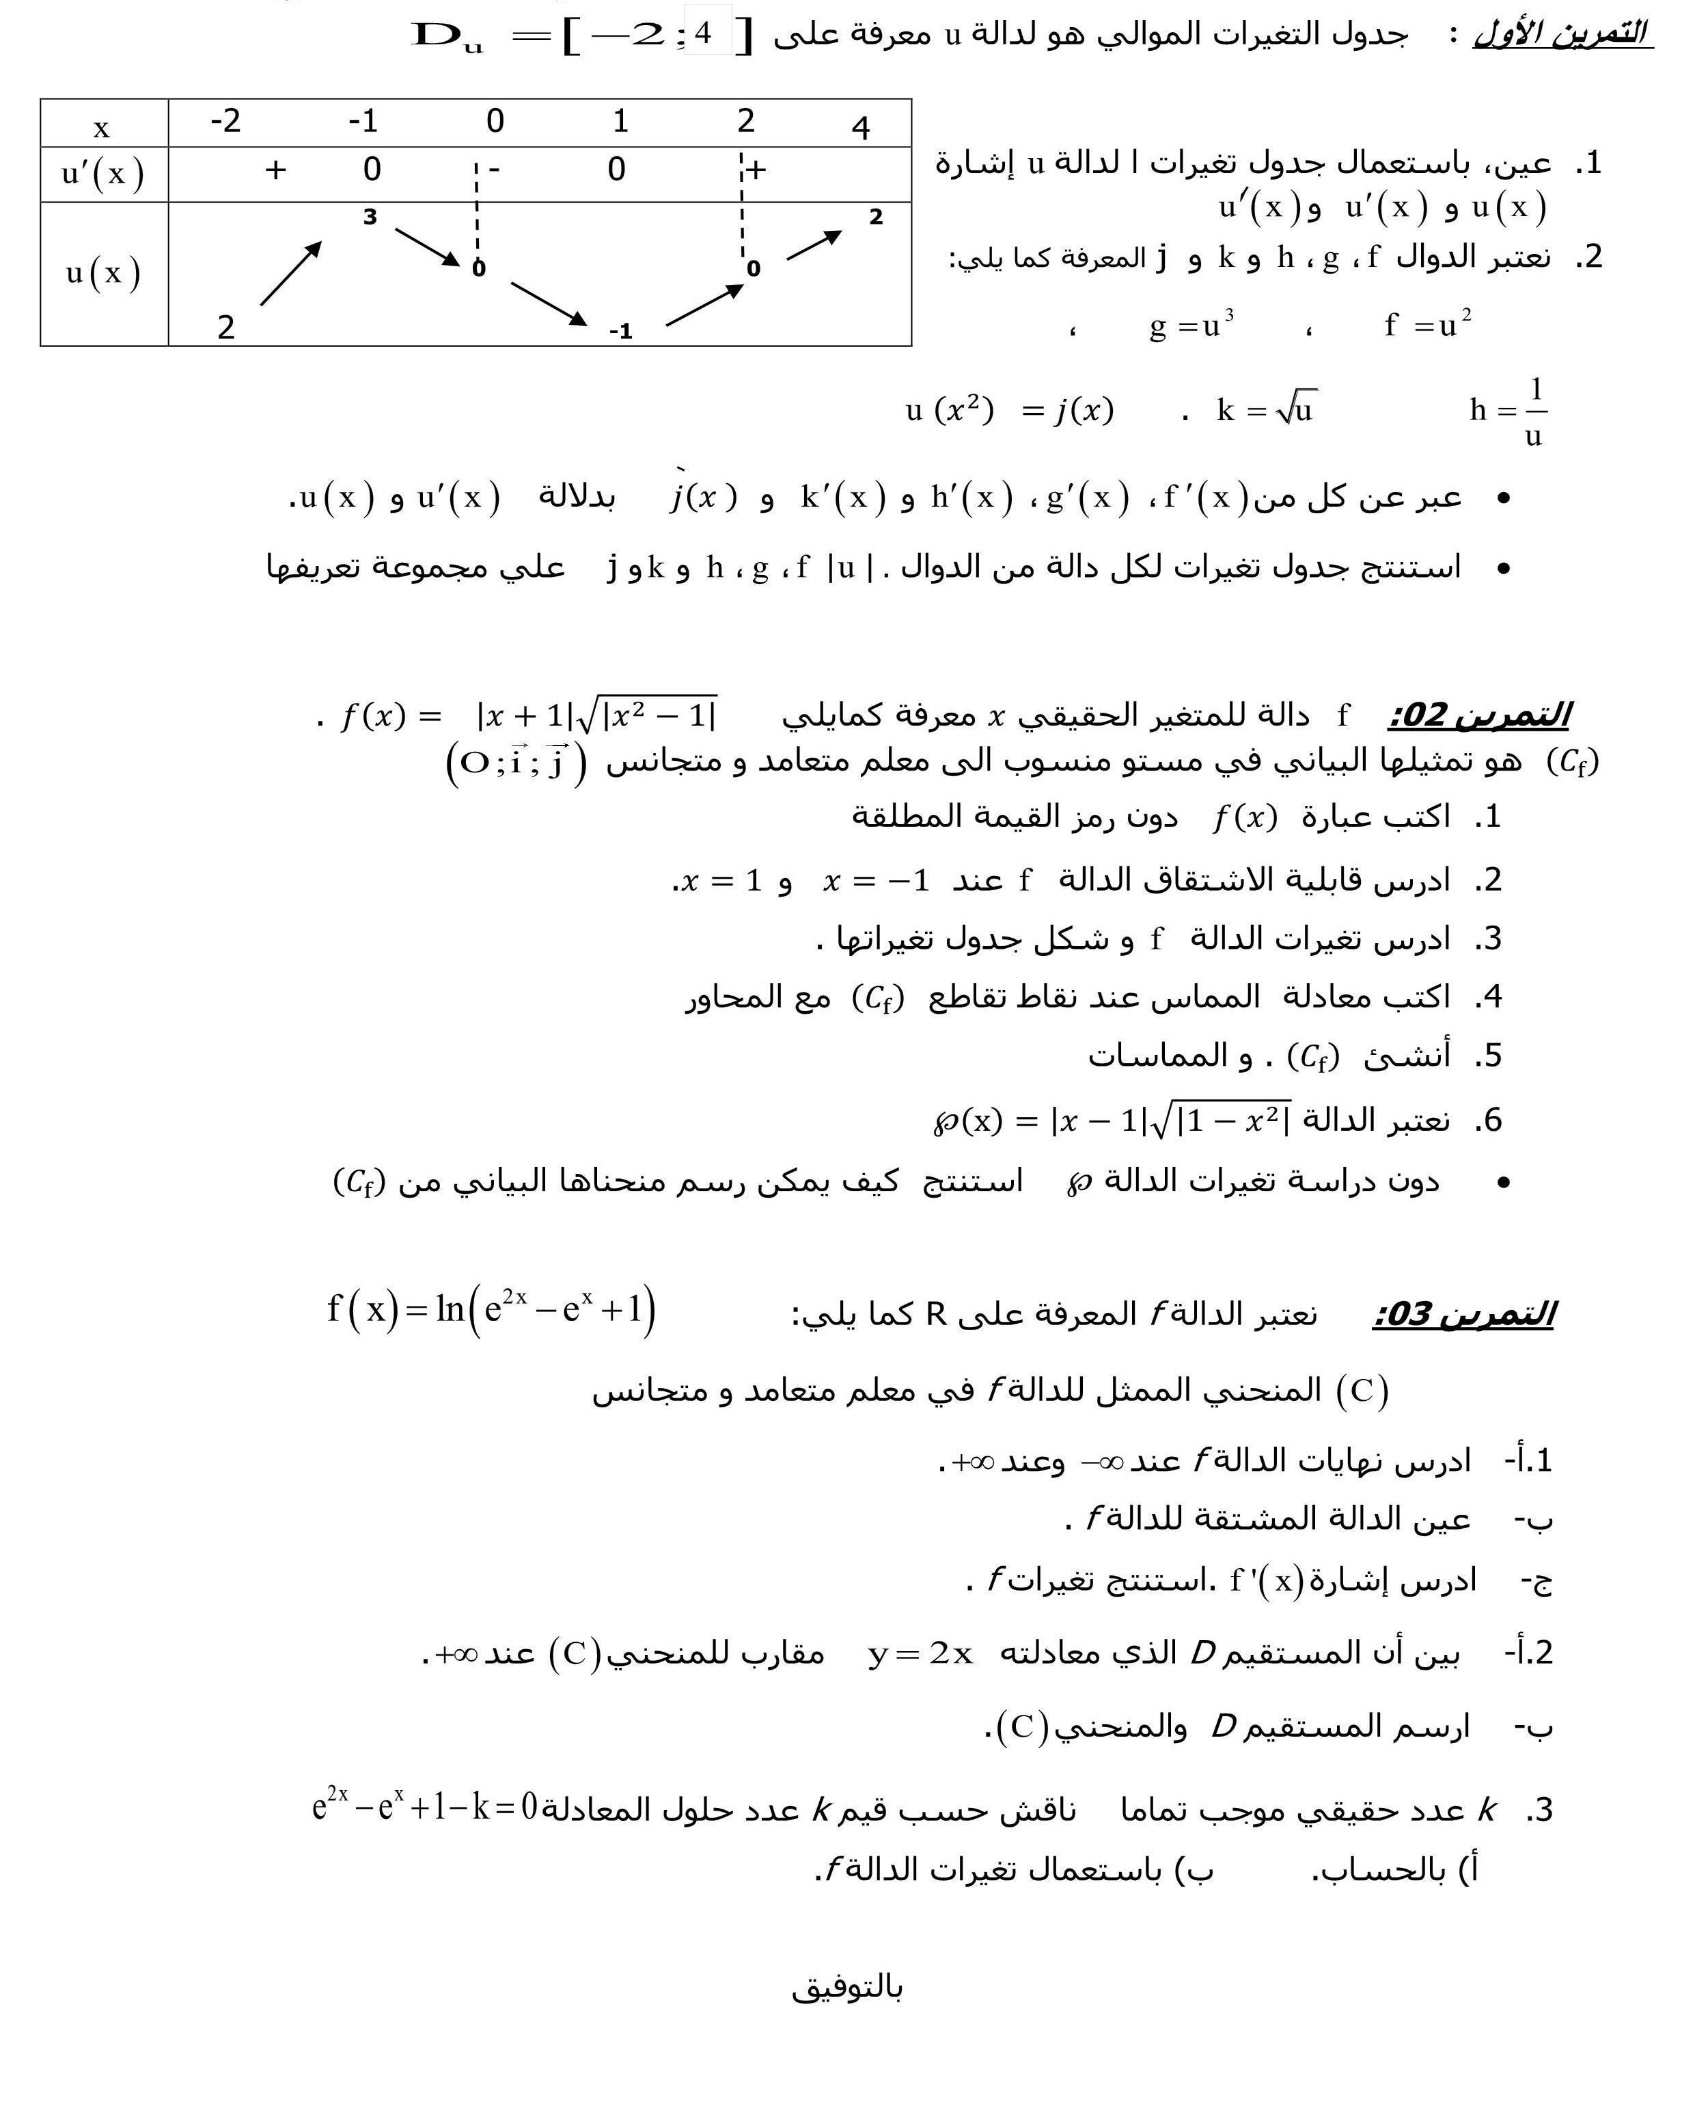 التمرين الأول : جدول التغيرات الموالي هو لدالة u معرفة على D_u = [−2 ; 4]
x -2 -1 0 1 2 4
u′(x) + 0 - 0 +
u(x) 2 3 0 -1 0 2
1. عين، باستعمال جدول تغيرات ا لدالة u إشارة
u(x) و u′(x) و u′(x)
2. نعتبر الدوال h ، g ، f و k و j المعرفة كما يلي:
f = u² ، g = u³ ،
h = 1/u k = √u . u(x²) = j(x)
• عبر عن كل من f′(x) ، g′(x) ، h′(x) و k′(x) و j̀(x) بدلالة u′(x) و u(x).
• استنتج جدول تغيرات لكل دالة من الدوال . |u| h ، g ، f و k و j علي مجموعة تعريفها
التمرين 02: f دالة للمتغير الحقيقي x معرفة كمايلي f(x) = |x + 1|√|x² − 1| .
(C_f) هو تمثيلها البياني في مستو منسوب الى معلم متعامد و متجانس (O ; i⃗ ; j⃗)
1. اكتب عبارة f(x) دون رمز القيمة المطلقة
2. ادرس قابلية الاشتقاق الدالة f عند x = −1 و x = 1.
3. ادرس تغيرات الدالة f و شكل جدول تغيراتها .
4. اكتب معادلة المماس عند نقاط تقاطع (C_f) مع المحاور
5. أنشئ (C_f) . و المماسات
6. نعتبر الدالة ℘(x) = |x − 1|√|1 − x²|
• دون دراسة تغيرات الدالة ℘ استنتج كيف يمكن رسم منحناها البياني من (C_f)
التمرين 03: نعتبر الدالة f المعرفة على R كما يلي: f(x) = ln(e^{2x} − e^x + 1)
(C) المنحني الممثل للدالة f في معلم متعامد و متجانس
1.أ- ادرس نهايات الدالة f عند −∞ وعند +∞ .
ب- عين الدالة المشتقة للدالة f .
ج- ادرس إشارة f '(x) .استنتج تغيرات f .
2.أ- بين أن المستقيم D الذي معادلته y = 2x مقارب للمنحني (C) عند +∞ .
ب- ارسم المستقيم D والمنحني (C).
3. k عدد حقيقي موجب تماما ناقش حسب قيم k عدد حلول المعادلة e^{2x} − e^x + 1 − k = 0
أ) بالحساب. ب) باستعمال تغيرات الدالة f.
بالتوفيق